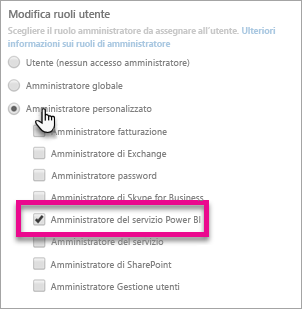 Modifica ruoli utente
Scegliere il ruolo amministratore da assegnare all'utente. Ulteriori
informazioni sui ruoli di amministratore
Utente (nessun accesso amministratore)
Amministratore globale
Amministratore personalizzato
Amministratore fatturazione
Amministratore di Exchange
Amministratore password
Amministratore di Skype for Business
Amministratore del servizio Power BI
Amministratore del servizio
Amministratore di SharePoint
Amministratore Gestione utenti